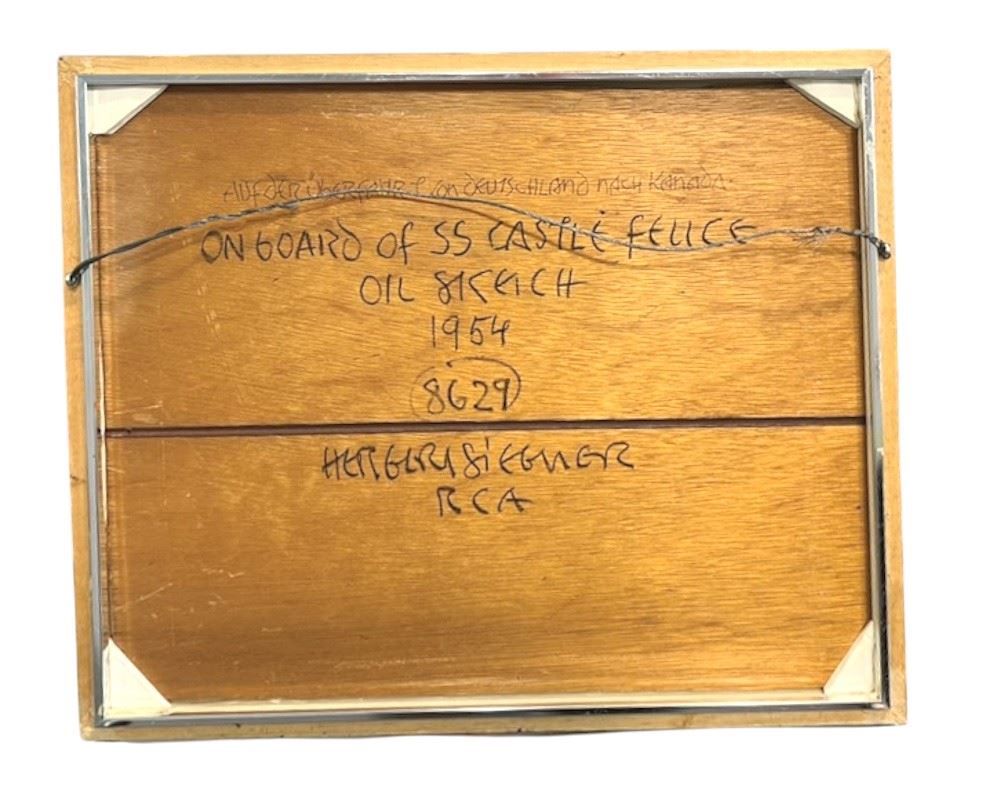 AUF DER ÜBERFAHRT von DEUTSCHLAND nach Kanada.
ON BOARD of SS CASTLE FELICE
OIL SKETCH
1954
8629
HERBERT SIEBNER
RCA